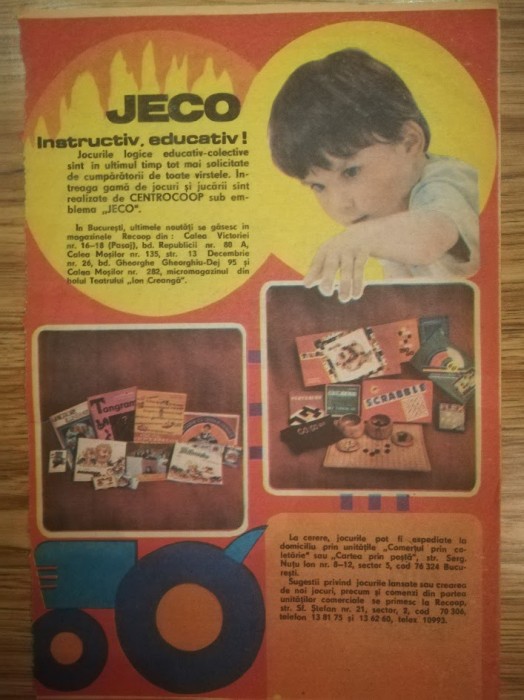 JECO
Instructiv, educativ!
Jocurile logice educativ-colective
sînt în ultimul timp tot mai solicitate
de cumpărătorii de toate vîrstele. În-
treaga gamă de jocuri și jucării sînt
realizate de CENTROCOOP sub em-
blema „JECO".
În București, ultimele noutăți se găsesc în
magazinele Recoop din: Calea Victoriei
nr. 16–18 (Pasaj), bd. Republicii nr. 80 A,
Calea Moșilor nr. 135, str. 13 Decembrie
nr. 26, bd. Gheorghe Gheorghiu-Dej 95 și
Calea Moșilor nr. 282, micromagazinul din
holul Teatrului „Ion Creangă".
Tangram
SCRABBLE
La cerere, jocurile pot fi expediate la
domiciliu prin unitățile „Comerțul prin co-
letărie" sau „Cartea prin poștă", str. Serg.
Nuțu Ion nr. 8–12, sector 5, cod 76 324 Bucu-
rești.
Sugestii privind jocurile lansate sau crearea
de noi jocuri, precum și comenzi din partea
unităților comerciale se primesc la Recoop,
str. Sf. Ștefan nr. 21, sector, 2, cod 70 306,
telefon 13 81 75 și 13 62 60, telex 10993.